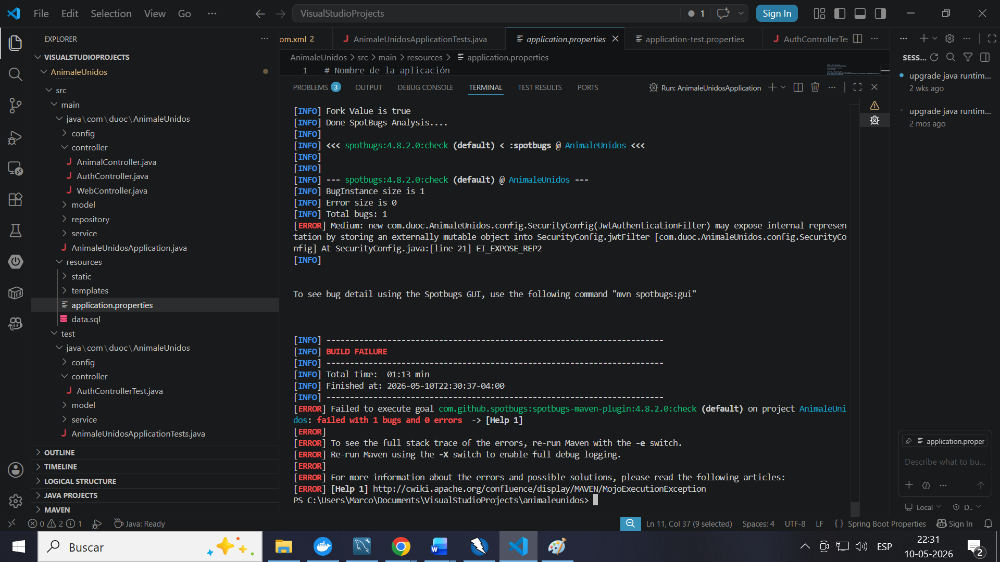 File Edit Selection View Go ··· VisualStudioProjects 1 Sign In
EXPLORER ···
VISUALSTUDIOPROJECTS
AnimaleUnidos
src
main
java\com\duoc\AnimaleUnidos
config
controller
AnimalController.java
AuthController.java
WebController.java
model
repository
service
AnimaleUnidosApplication.java
resources
static
templates
application.properties
data.sql
test
java\com\duoc\AnimaleUnidos
config
controller
AuthControllerTest.java
model
service
AnimaleUnidosApplicationTests.java
OUTLINE
TIMELINE
LOGICAL STRUCTURE
JAVA PROJECTS
MAVEN
om.xml 2 AnimaleUnidosApplicationTests.java application.properties application-test.properties AuthControllerTe: ···
AnimaleUnidos > src > main > resources > application.properties
1 # Nombre de la aplicación
PROBLEMS 3 OUTPUT DEBUG CONSOLE TERMINAL TEST RESULTS PORTS Run: AnimaleUnidosApplication
[INFO] Fork Value is true
[INFO] Done SpotBugs Analysis....
[INFO]
[INFO] <<< spotbugs:4.8.2.0:check (default) < :spotbugs @ AnimaleUnidos <<<
[INFO]
[INFO]
[INFO] --- spotbugs:4.8.2.0:check (default) @ AnimaleUnidos ---
[INFO] BugInstance size is 1
[INFO] Error size is 0
[INFO] Total bugs: 1
[ERROR] Medium: new com.duoc.AnimaleUnidos.config.SecurityConfig(JwtAuthenticationFilter) may expose internal represen
tation by storing an externally mutable object into SecurityConfig.jwtFilter [com.duoc.AnimaleUnidos.config.SecurityCo
nfig] At SecurityConfig.java:[line 21] EI_EXPOSE_REP2
[INFO]
To see bug detail using the Spotbugs GUI, use the following command "mvn spotbugs:gui"
[INFO] ------------------------------------------------------------------------
[INFO] BUILD FAILURE
[INFO] ------------------------------------------------------------------------
[INFO] Total time:  01:13 min
[INFO] Finished at: 2026-05-10T22:30:37-04:00
[INFO] ------------------------------------------------------------------------
[ERROR] Failed to execute goal com.github.spotbugs:spotbugs-maven-plugin:4.8.2.0:check (default) on project AnimaleUni
dos: failed with 1 bugs and 0 errors  -> [Help 1]
[ERROR]
[ERROR] To see the full stack trace of the errors, re-run Maven with the -e switch.
[ERROR] Re-run Maven using the -X switch to enable full debug logging.
[ERROR]
[ERROR] For more information about the errors and possible solutions, please read the following articles:
[ERROR] [Help 1] http://cwiki.apache.org/confluence/display/MAVEN/MojoExecutionException
PS C:\Users\Marco\Documents\VisualStudioProjects\animaleunidos>
SESS...
upgrade java runtim...
2 wks ago
upgrade java runtim...
2 mos ago
application.proper
Describe what to bu...
Local D..
0 2 1 Java: Ready Ln 11, Col 37 (9 selected) Spaces: 4 UTF-8 LF { } Spring Boot Properties Sign In
Buscar
ESP
22:31
10-05-2026
2